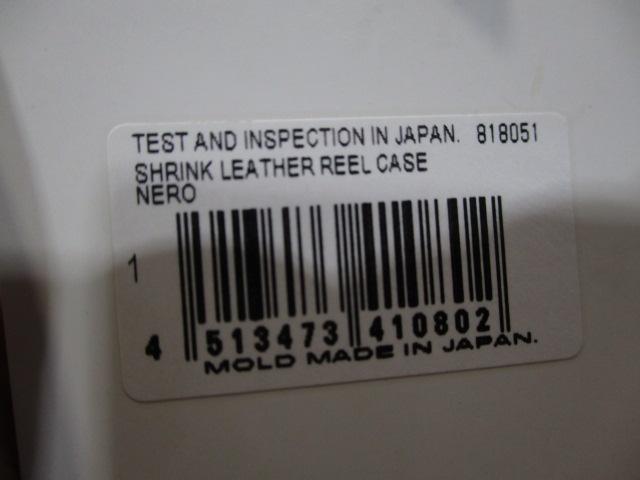 TEST AND INSPECTION IN JAPAN. 818051
SHRINK LEATHER REEL CASE
NERO
1
4 513473 410802
MOLD MADE IN JAPAN.